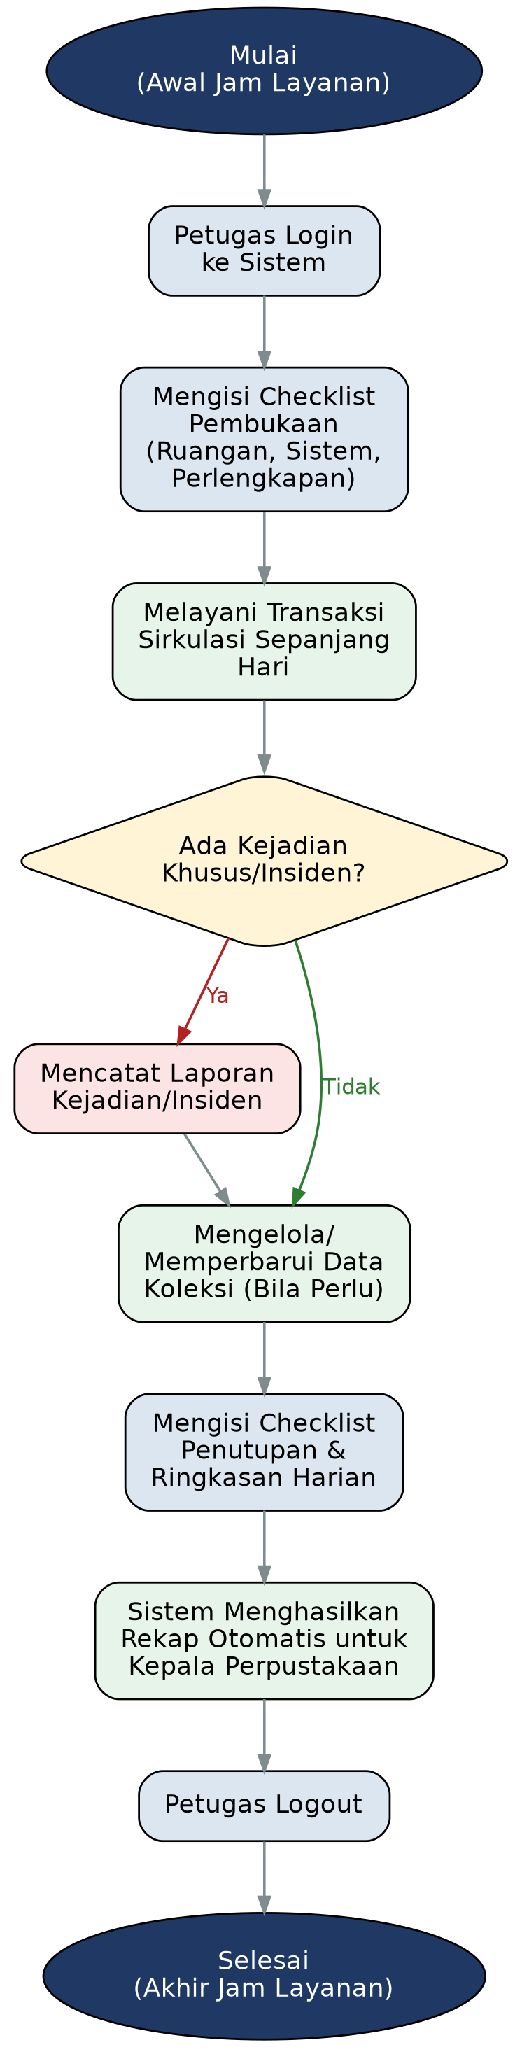 Mulai
(Awal Jam Layanan)
Petugas Login
ke Sistem
Mengisi Checklist
Pembukaan
(Ruangan, Sistem,
Perlengkapan)
Melayani Transaksi
Sirkulasi Sepanjang
Hari
Ada Kejadian
Khusus/Insiden?
Ya
Mencatat Laporan
Kejadian/Insiden
Tidak
Mengelola/
Memperbarui Data
Koleksi (Bila Perlu)
Mengisi Checklist
Penutupan &
Ringkasan Harian
Sistem Menghasilkan
Rekap Otomatis untuk
Kepala Perpustakaan
Petugas Logout
Selesai
(Akhir Jam Layanan)